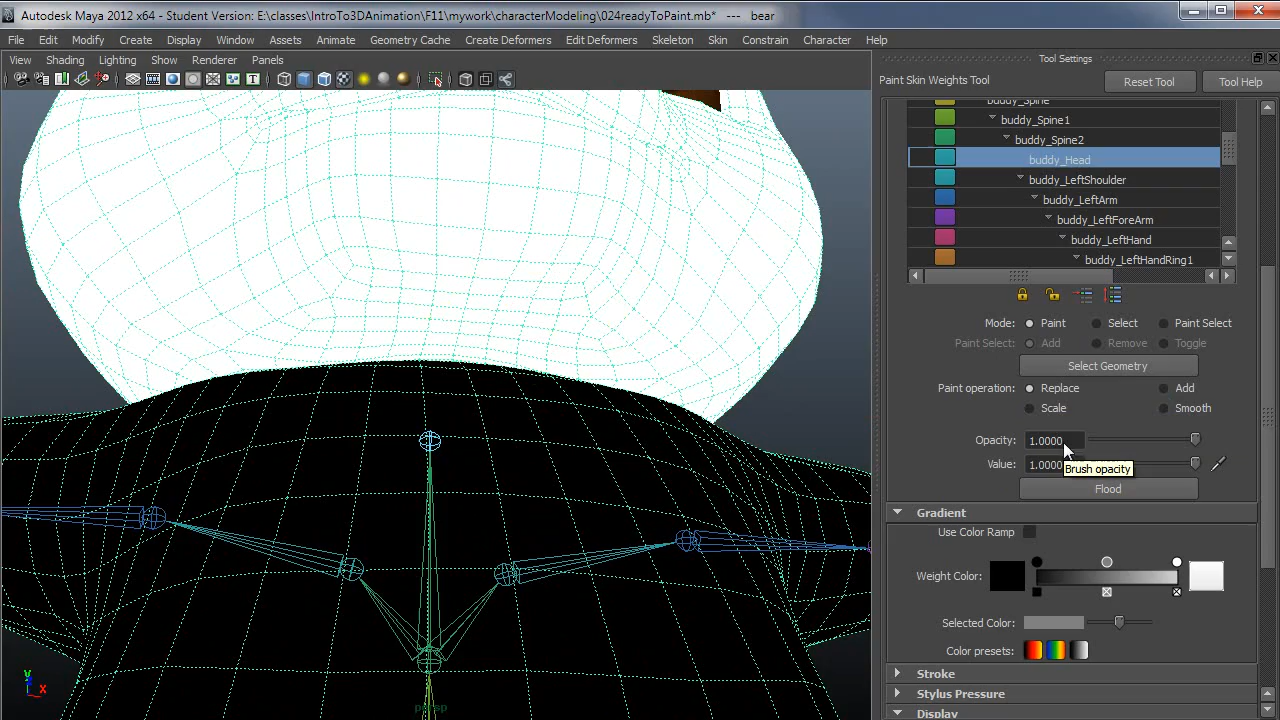 Autodesk Maya 2012 x64 - Student Version: E:\classes\IntroTo3DAnimation\F11\mywork\characterModeling\024readyToPaint.mb* --- bear
File Edit Modify Create Display Window Assets Animate Geometry Cache Create Deformers Edit Deformers Skeleton Skin Constrain Character Help
View Shading Lighting Show Renderer Panels
Tool Settings
Paint Skin Weights Tool Reset Tool Tool Help
buddy_Spine
buddy_Spine1
buddy_Spine2
buddy_Head
buddy_LeftShoulder
buddy_LeftArm
buddy_LeftForeArm
buddy_LeftHand
buddy_LeftHandRing1
Mode: Paint Select Paint Select
Paint Select: Add Remove Toggle
Select Geometry
Paint operation: Replace Add
Scale Smooth
Opacity: 1.0000
Value: 1.0000
Brush opacity
Flood
Gradient
Use Color Ramp
Weight Color:
Selected Color:
Color presets:
Stroke
Stylus Pressure
Display
persp
Y
X